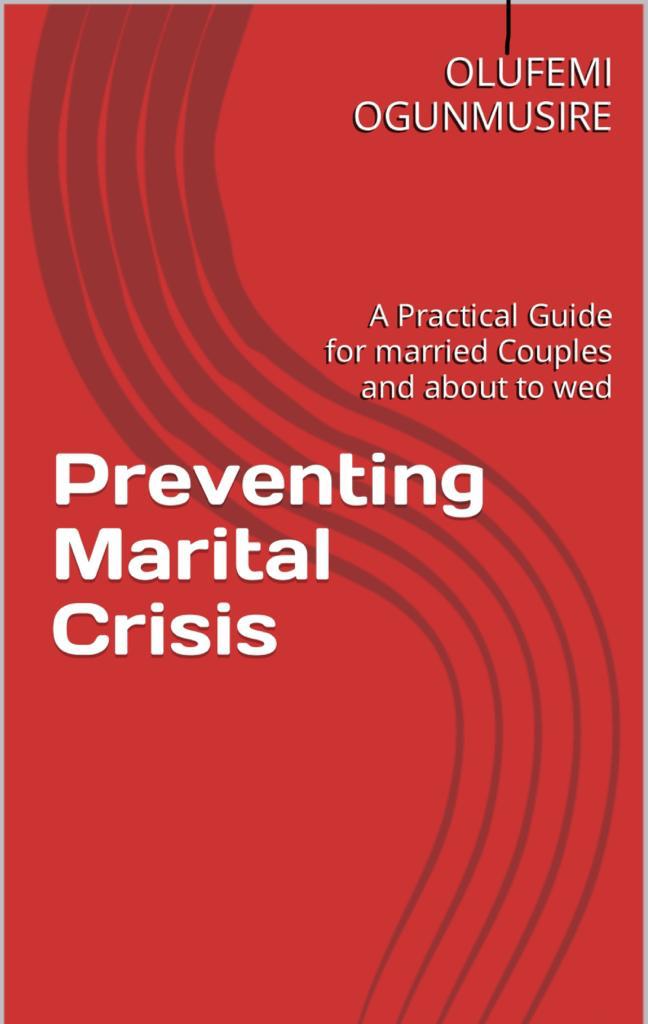 OLUFEMI
OGUNMUSIRE
A Practical Guide
for married Couples
and about to wed
Preventing
Marital
Crisis